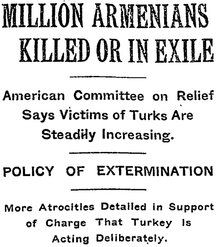 MILLION ARMENIANS
KILLED OR IN EXILE
American Committee on Relief
Says Victims of Turks Are
Steadily Increasing.
POLICY OF EXTERMINATION
More Atrocities Detailed in Support
of Charge That Turkey Is
Acting Deliberately.